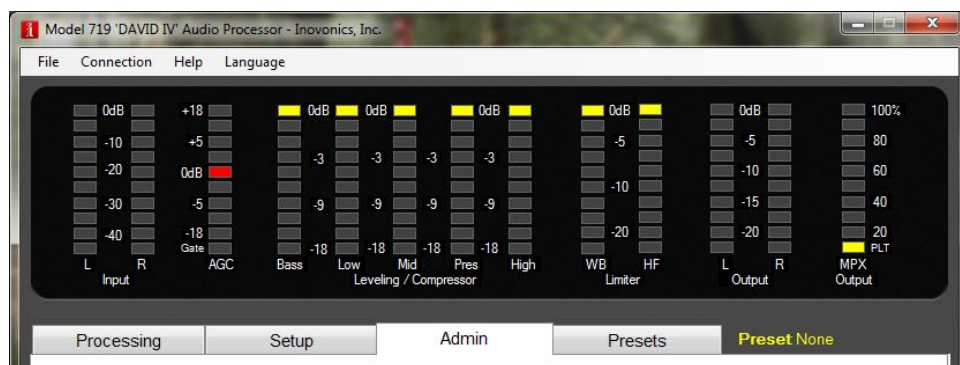 Model 719 'DAVID IV' Audio Processor - Inovonics, Inc.
File Connection Help Language
0dB +18 0dB 0dB 0dB 0dB 0dB 100%
-10 +5 -3 -3 -3 -3 -5 -5 80
-20 0dB -10 -10 60
-30 -5 -9 -9 -9 -9 -15 40
-40 -18 -20 -20 20
Gate -18 -18 -18 -18 PLT
L R AGC Bass Low Mid Pres High WB HF L R MPX
Input Leveling / Compressor Limiter Output Output
Processing Setup Admin Presets Preset None